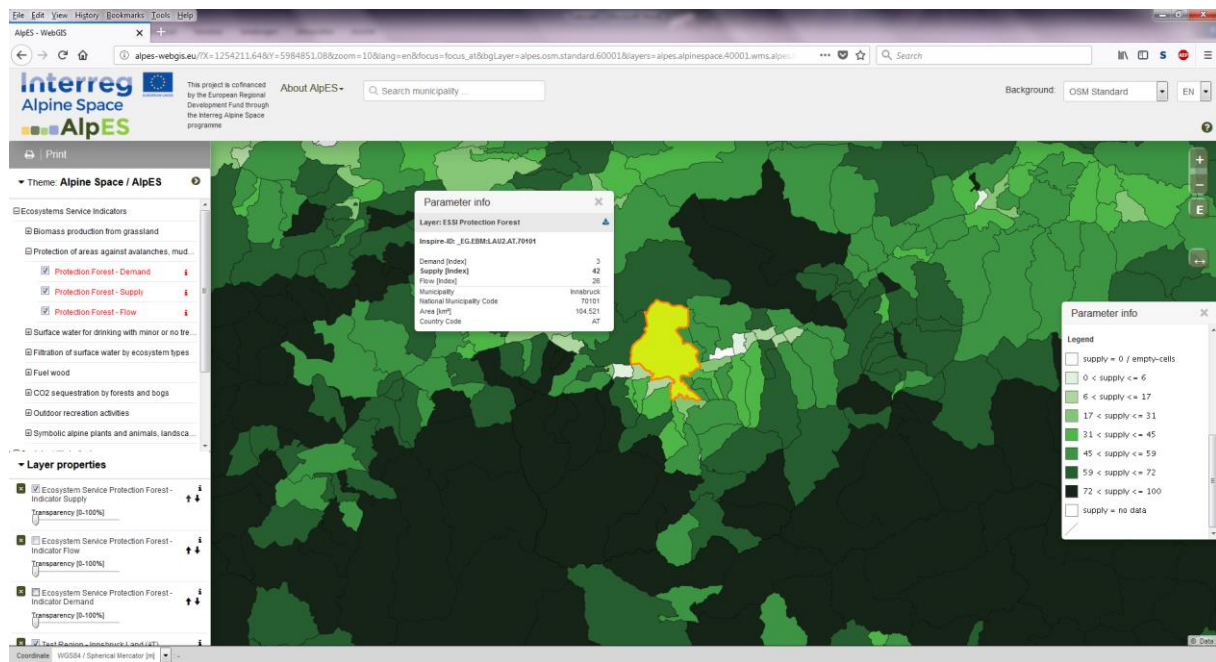 File Edit View History Bookmarks Tools Help
AlpES - WebGIS
alpes-webgis.eu/?X=1254211.64&Y=5984851.08&zoom=10&lang=en&focus=focus_at&bgLayer=alpes.osm.standard.60001&layers=alpes.alpinespace.40001.wms.alpes.
Search
Interreg
Alpine Space
AlpES
This project is cofinanced
by the European Regional
Development Fund through
the Interreg Alpine Space
programme
About AlpES
Search municipality ...
Background: OSM Standard EN
Print
Theme: Alpine Space / AlpES
Ecosystems Service Indicators
Biomass production from grassland
Protection of areas against avalanches, mud...
Protection Forest - Demand
Protection Forest - Supply
Protection Forest - Flow
Surface water for drinking with minor or no tre...
Filtration of surface water by ecosystem types
Fuel wood
CO2 sequestration by forests and bogs
Outdoor recreation activities
Symbolic alpine plants and animals, landsca...
Layer properties
Ecosystem Service Protection Forest -
Indicator Supply
Transparency [0-100%]
Ecosystem Service Protection Forest -
Indicator Flow
Transparency [0-100%]
Ecosystem Service Protection Forest -
Indicator Demand
Transparency [0-100%]
Test Region - Innsbruck Land (AT)
Coordinate WGS84 / Spherical Mercator [m]
Parameter info
Layer: ESSI Protection Forest
Inspire-ID: _EG.EBM:LAU2.AT.70101
Demand [Index] 3
Supply [Index] 42
Flow [Index] 26
Municipality Innsbruck
National Municipality Code 70101
Area [km²] 104,521
Country Code AT
E
Parameter info
Legend
supply = 0 / empty-cells
0 < supply <= 6
6 < supply <= 17
17 < supply <= 31
31 < supply <= 45
45 < supply <= 59
59 < supply <= 72
72 < supply <= 100
supply = no data
© Data